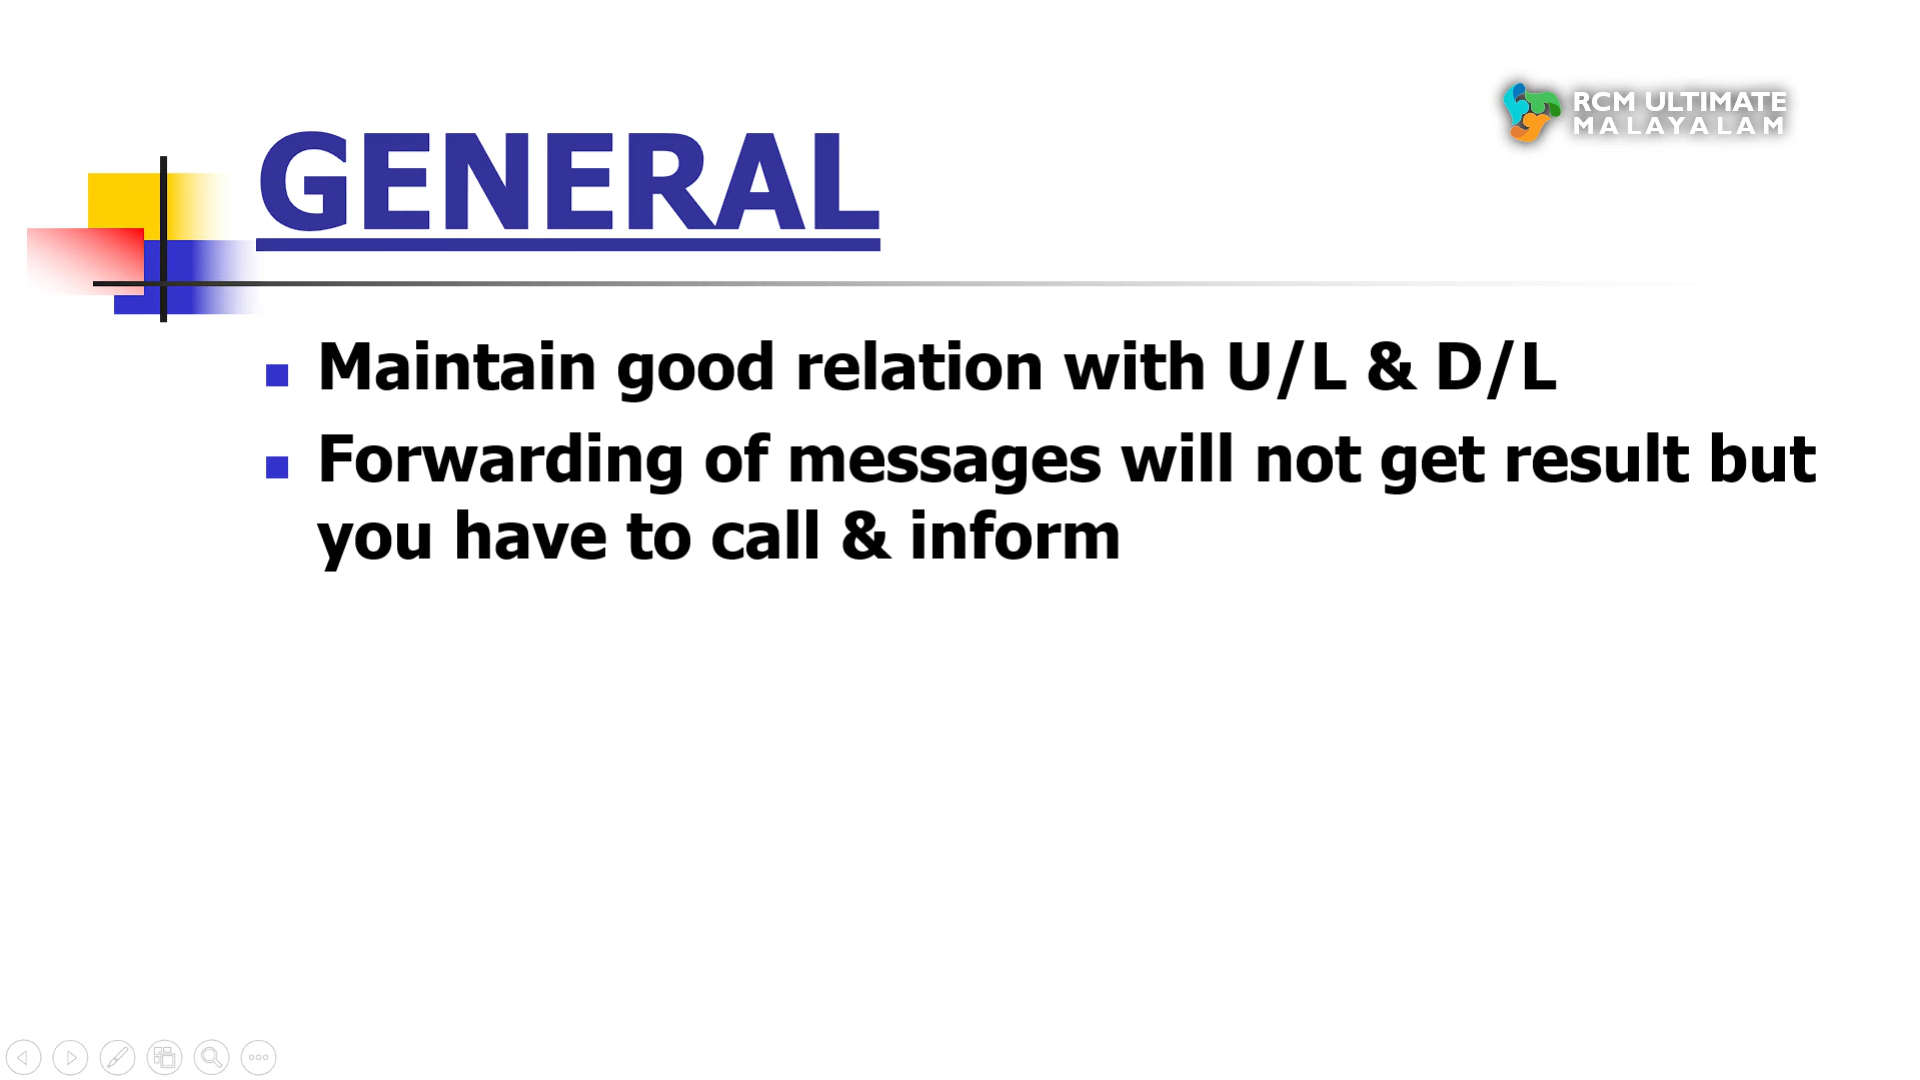 RCM ULTIMATE
MALAYALAM
GENERAL
Maintain good relation with U/L & D/L
Forwarding of messages will not get result but
you have to call & inform